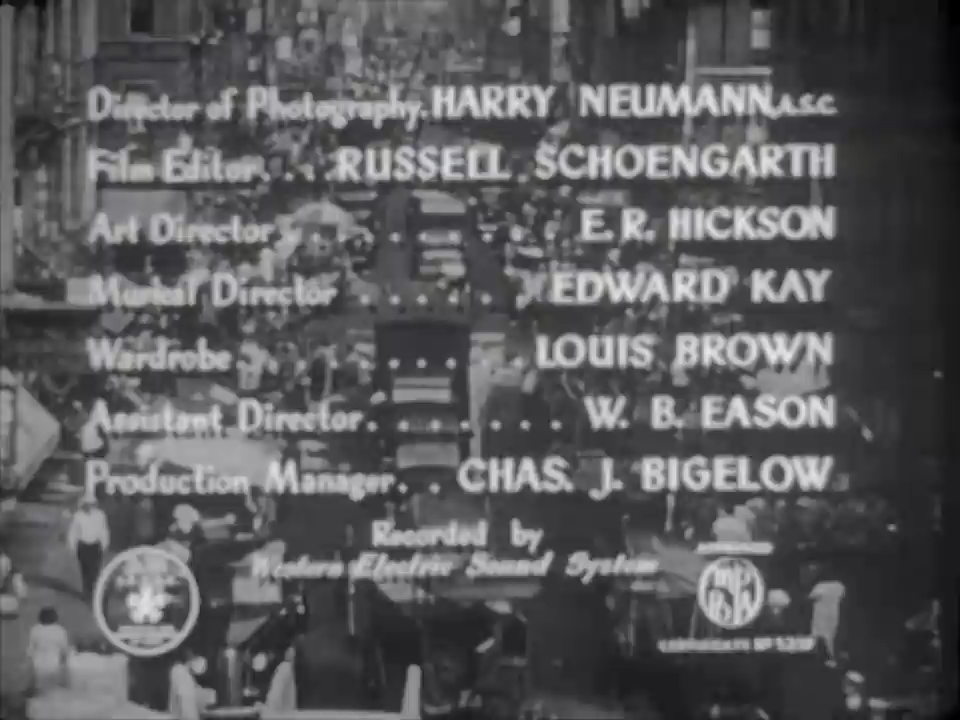 Director of Photography. HARRY NEUMANN, A.S.C.
Film Editor. . . . RUSSELL SCHOENGARTH
Art Director . . . . . . . E. R. HICKSON
Musical Director . . . . . . EDWARD KAY
Wardrobe . . . . . . LOUIS BROWN
Assistant Director. . . . . . . W. B. EASON
Production Manager. . CHAS. J. BIGELOW
Recorded by
Western Electric Sound System